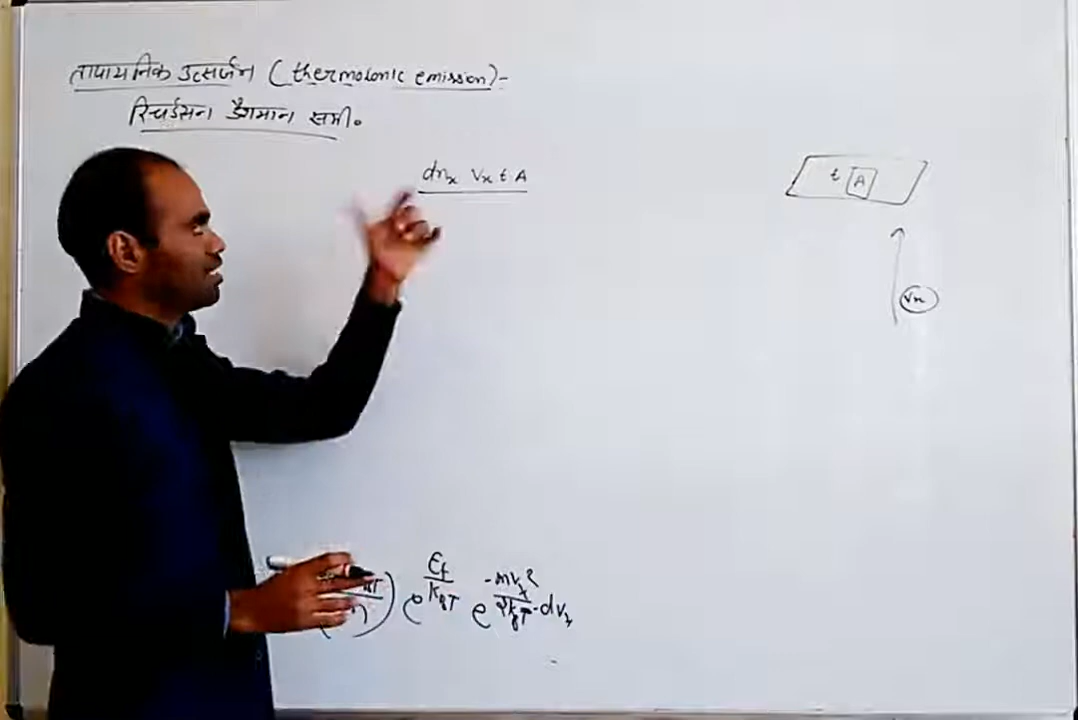 तापायनिक उत्सर्जन (thermoionic emission)-
रिचर्डसन डैशमान समी०
dnₓ vₓ t A
t A
vₓ
e^{E_f/K_BT} e^{-mvₓ²/2k_BT} dvₓ